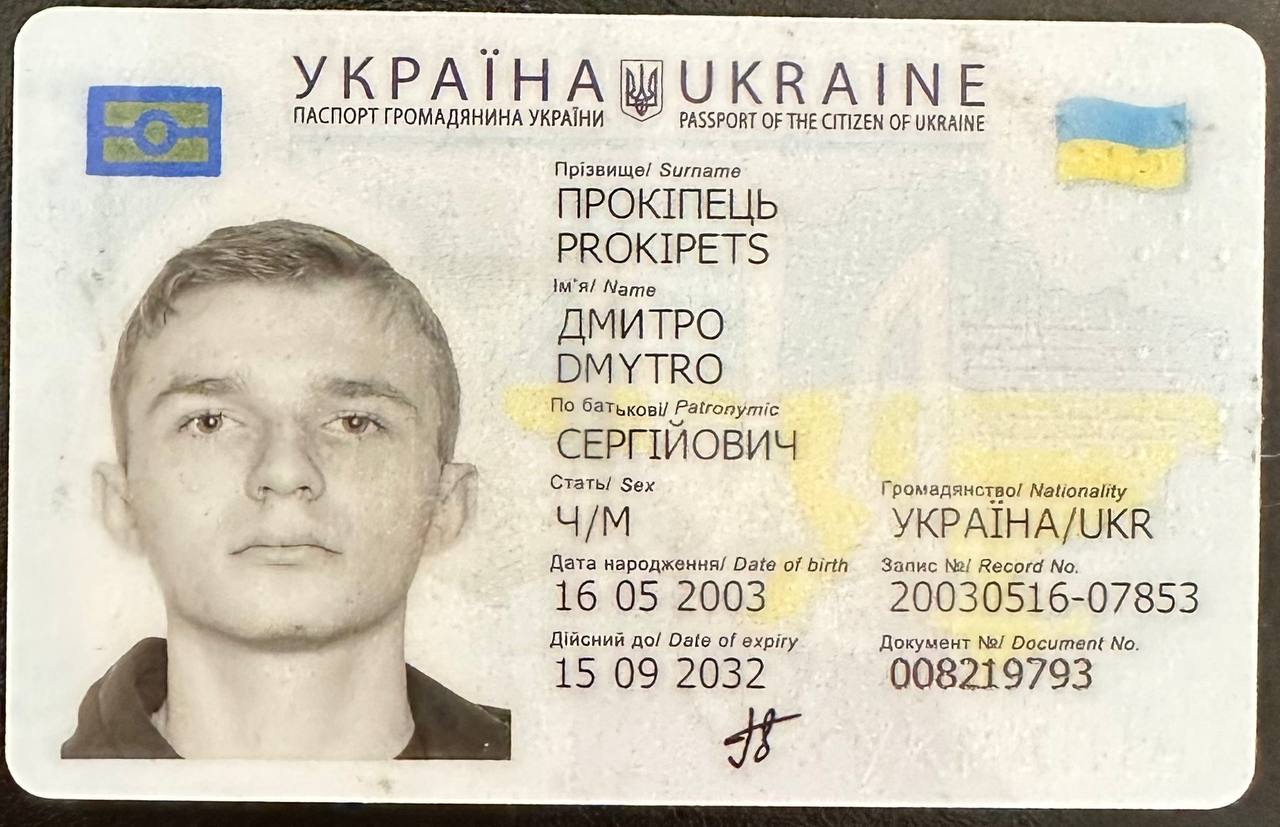 УКРАЇНА UKRAINE
ПАСПОРТ ГРОМАДЯНИНА УКРАЇНИ PASSPORT OF THE CITIZEN OF UKRAINE
Прізвище/ Surname
ПРОКІПЕЦЬ
PROKIPETS
Ім'я/ Name
ДМИТРО
DMYTRO
По батькові/ Patronymic
СЕРГІЙОВИЧ
Стать/ Sex
Ч/М
Громадянство/ Nationality
УКРАЇНА/UKR
Дата народження/ Date of birth
16 05 2003
Запис №/ Record No.
20030516-07853
Дійсний до/ Date of expiry
15 09 2032
Документ №/ Document No.
008219793